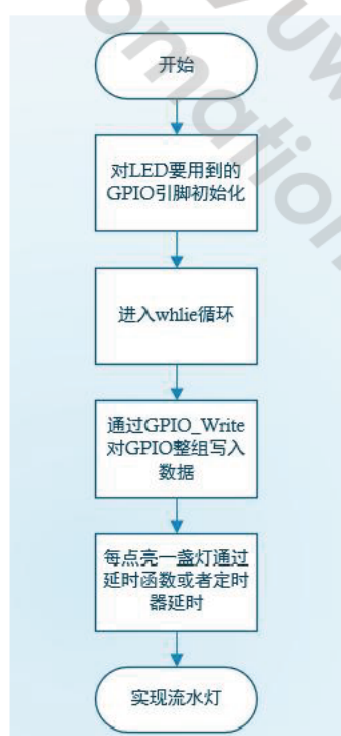 开始
对LED要用到的
GPIO引脚初始化
进入whlie循环
通过GPIO_Write
对GPIO整组写入
数据
每点亮一盏灯通过
延时函数或者定时
器延时
实现流水灯